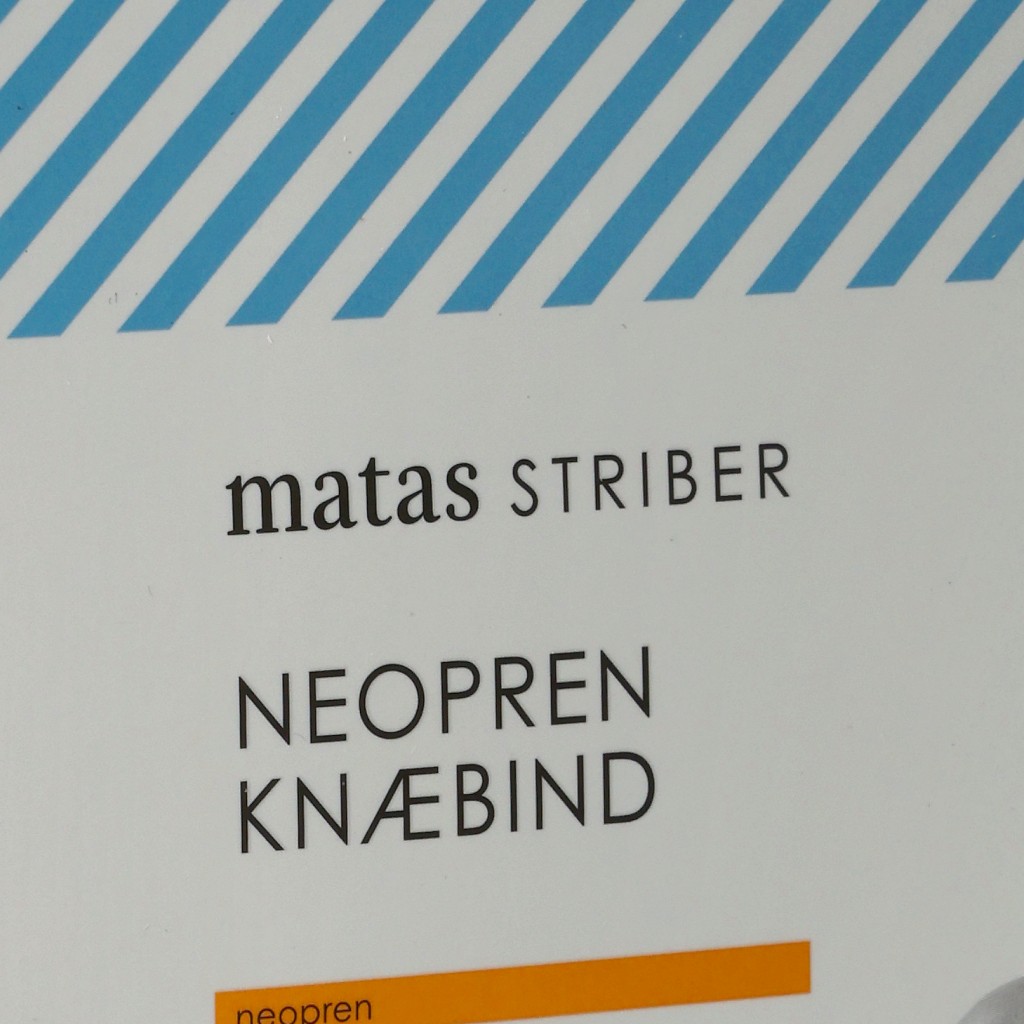 matas STRIBER
NEOPREN
KNÆBIND
neopren